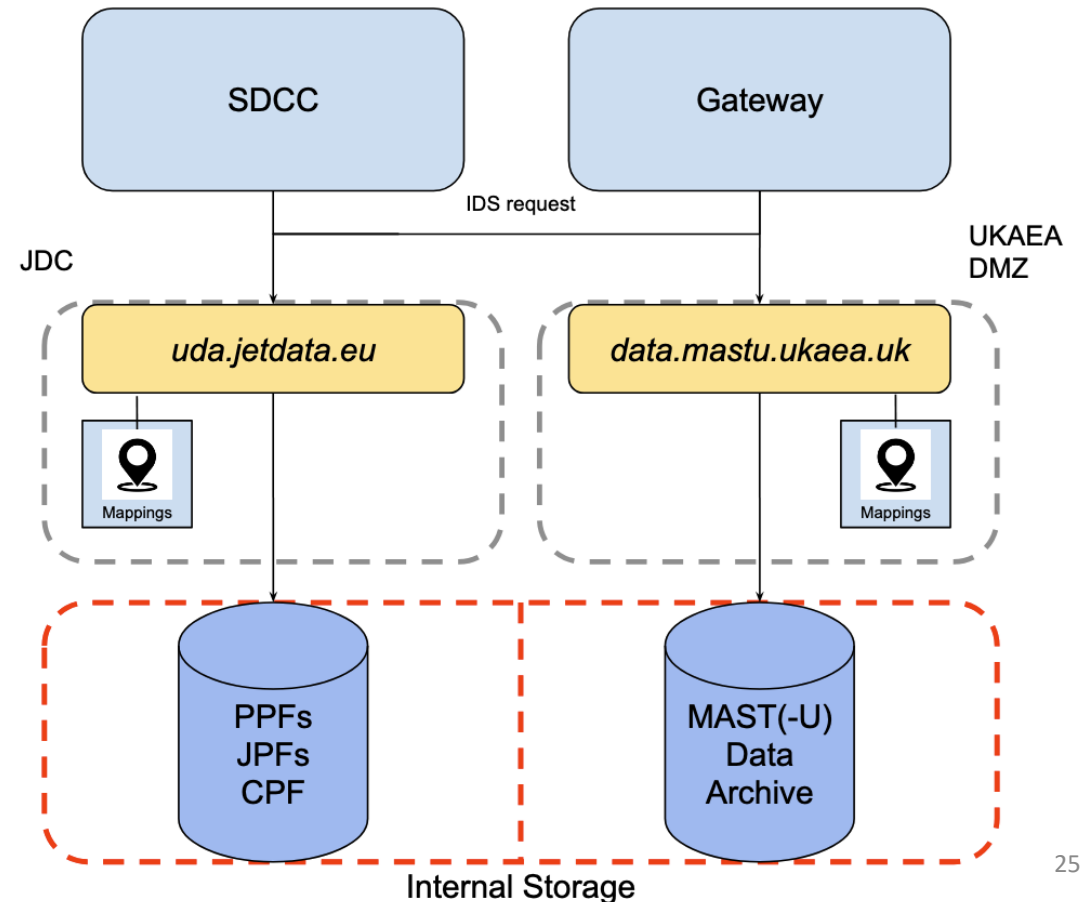 SDCC
Gateway
IDS request
JDC
UKAEA
DMZ
uda.jetdata.eu
data.mastu.ukaea.uk
Mappings
Mappings
PPFs
JPFs
CPF
MAST(-U)
Data
Archive
Internal Storage
25